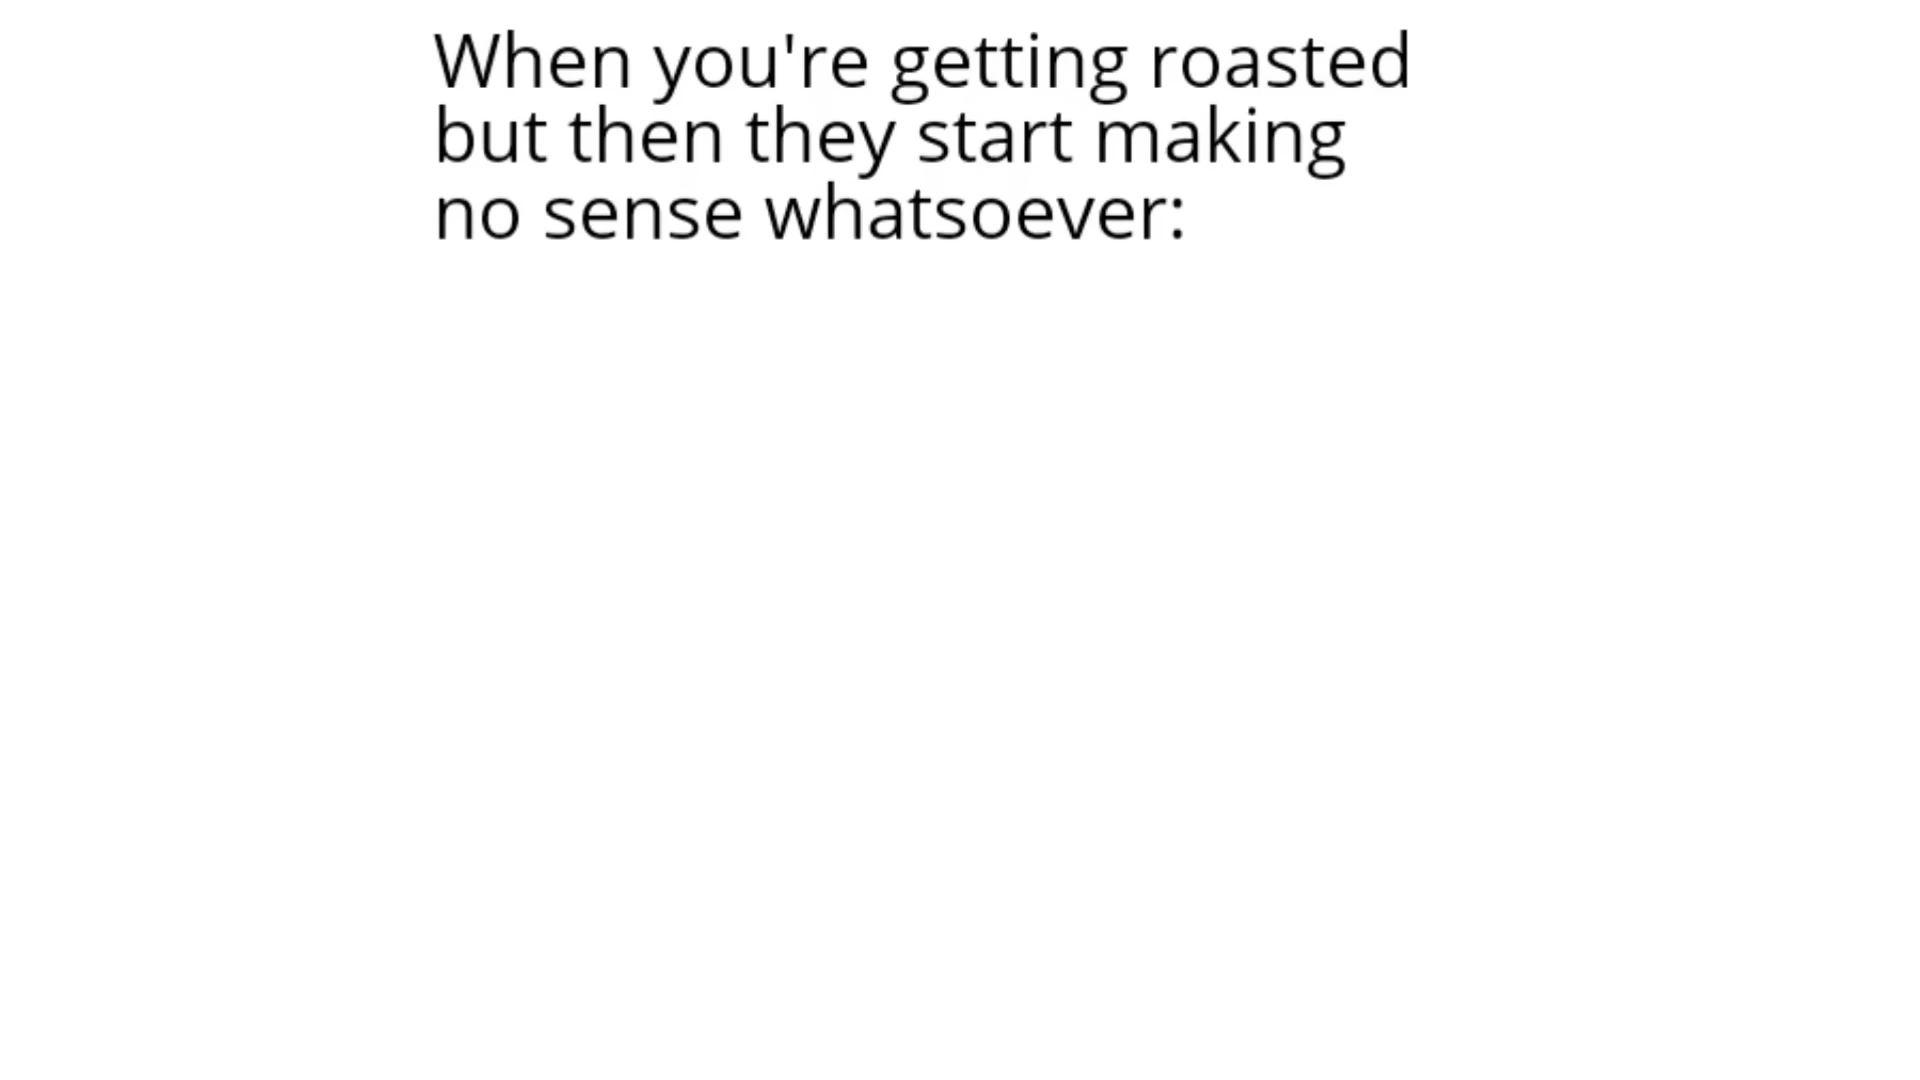 When you're getting roasted
but then they start making
no sense whatsoever: